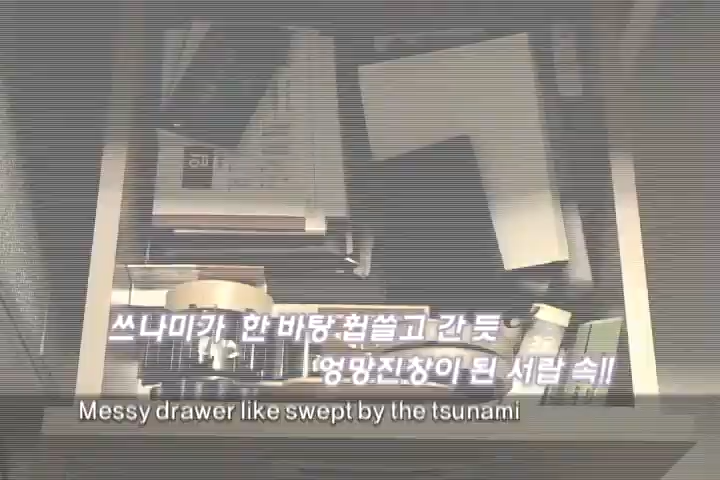 쓰나미가 한 바탕 휩쓸고 간 듯
엉망진창이 된 서랍 속!!
Messy drawer like swept by the tsunami